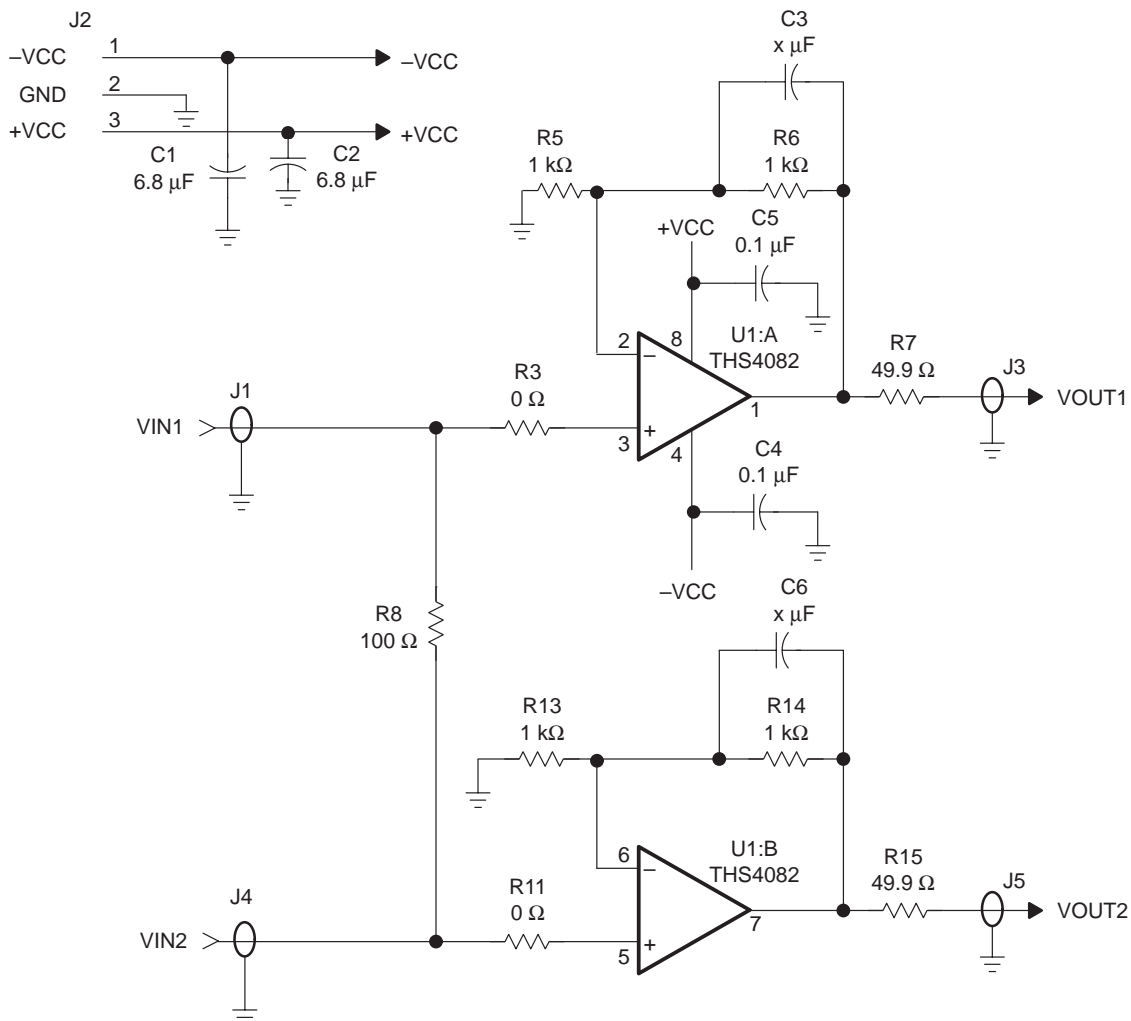 J2
–VCC 1 –VCC
GND 2
+VCC 3 +VCC
C1
6.8 µF
C2
6.8 µF
C3
x µF
R5
1 kΩ
R6
1 kΩ
+VCC
C5
0.1 µF
U1:A
THS4082
2
–
8
1
3
+
4
R7
49.9 Ω
J3
VOUT1
J1
VIN1
R3
0 Ω
C4
0.1 µF
–VCC
R8
100 Ω
C6
x µF
R13
1 kΩ
R14
1 kΩ
U1:B
THS4082
6
–
7
5
+
R15
49.9 Ω
J5
VOUT2
J4
VIN2
R11
0 Ω